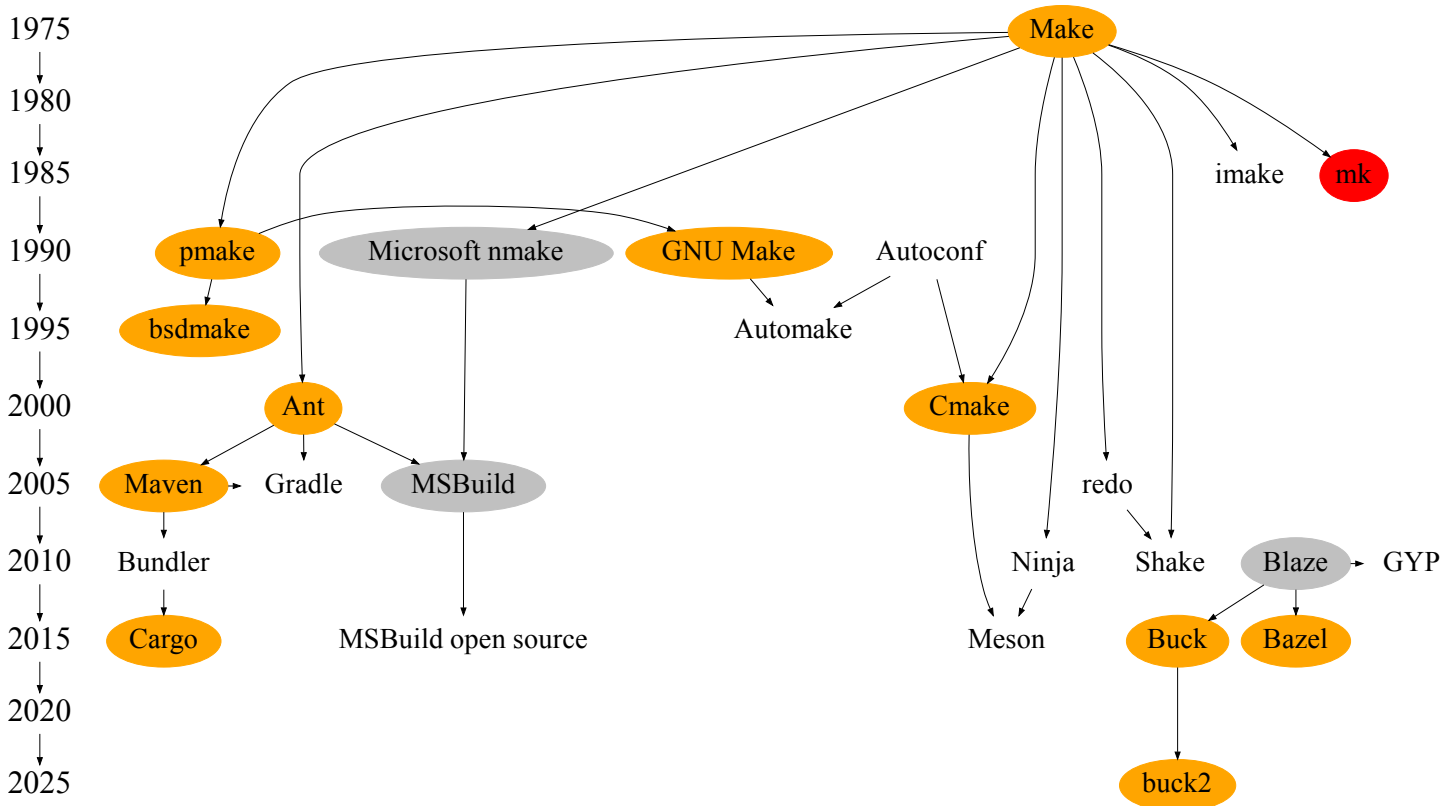 1975
Make
1980
1985
imake
mk
1990
pmake
Microsoft nmake
GNU Make
Autoconf
1995
bsdmake
Automake
2000
Ant
Cmake
2005
Maven
Gradle
MSBuild
redo
2010
Bundler
Ninja
Shake
Blaze
GYP
2015
Cargo
MSBuild open source
Meson
Buck
Bazel
2020
2025
buck2